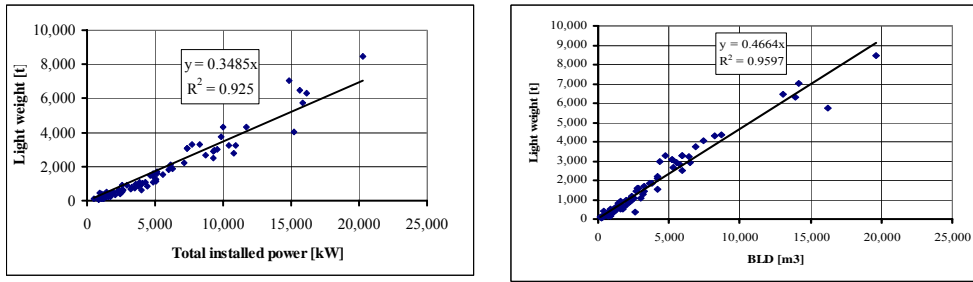 10,000
8,000
6,000
4,000
2,000
0
Light weight [t]
y = 0.3485x
R² = 0.925
0 5,000 10,000 15,000 20,000 25,000
Total installed power [kW]
10,000
9,000
8,000
7,000
6,000
5,000
4,000
3,000
2,000
1,000
0
Light weight [t]
y = 0.4664x
R² = 0.9597
0 5,000 10,000 15,000 20,000 25,000
BLD [m3]